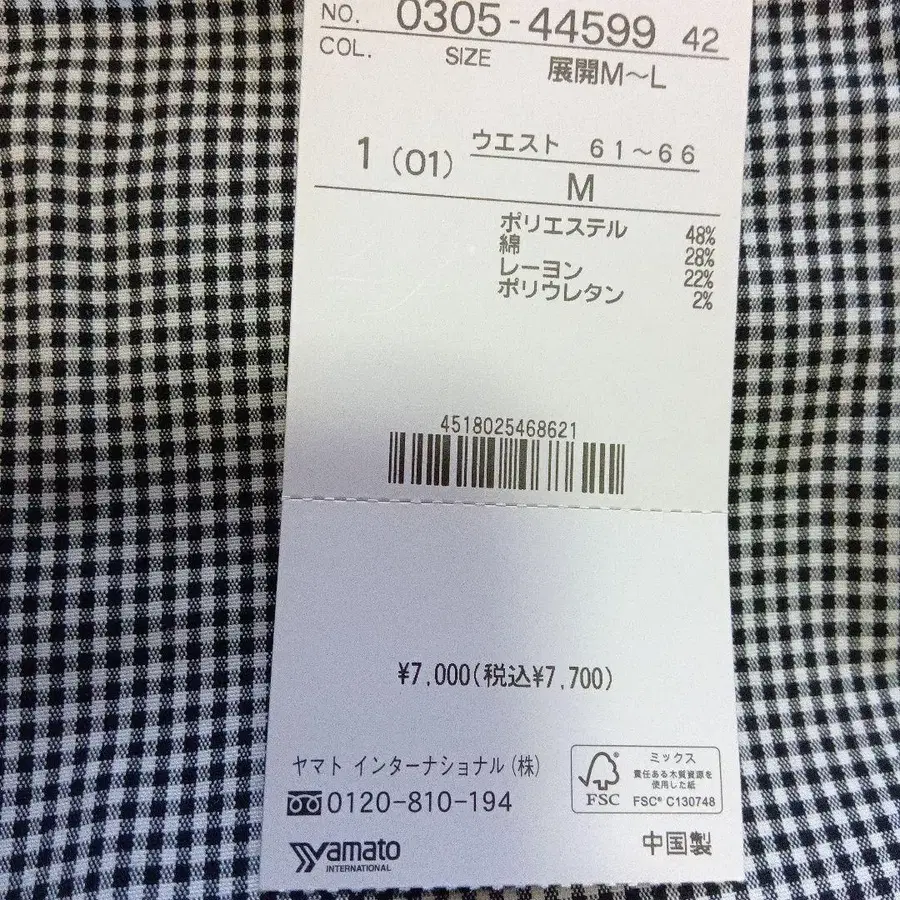 NO. 0305-44599 42
COL. SIZE 展開M～L
1 (01) ウエスト 61～66
M
ポリエステル 48%
綿 28%
レーヨン 22%
ポリウレタン 2%
4518025468621
¥7,000(税込¥7,700)
ヤマト インターナショナル(株)
0120-810-194
yamato
INTERNATIONAL
FSC
ミックス
責任ある木質資源を
使用した紙
FSC® C130748
中国製